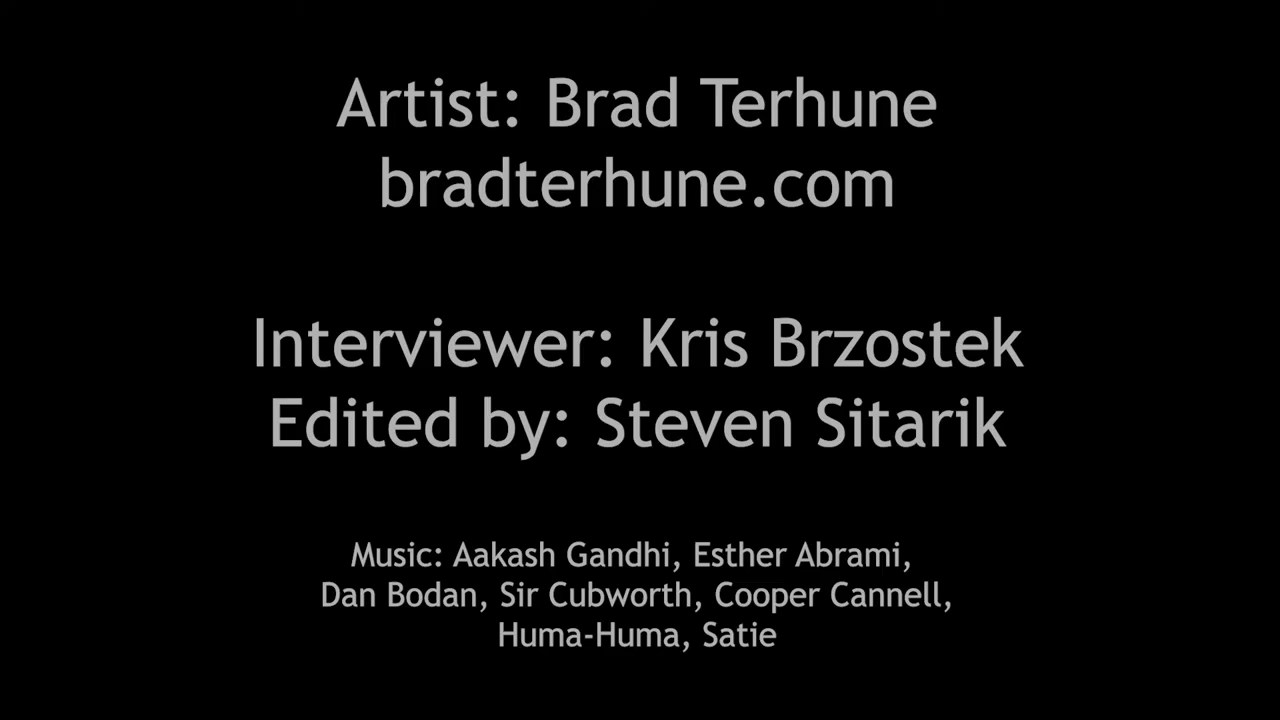 Artist: Brad Terhune
bradterhune.com
Interviewer: Kris Brzostek
Edited by: Steven Sitarik
Music: Aakash Gandhi, Esther Abrami,
Dan Bodan, Sir Cubworth, Cooper Cannell,
Huma-Huma, Satie